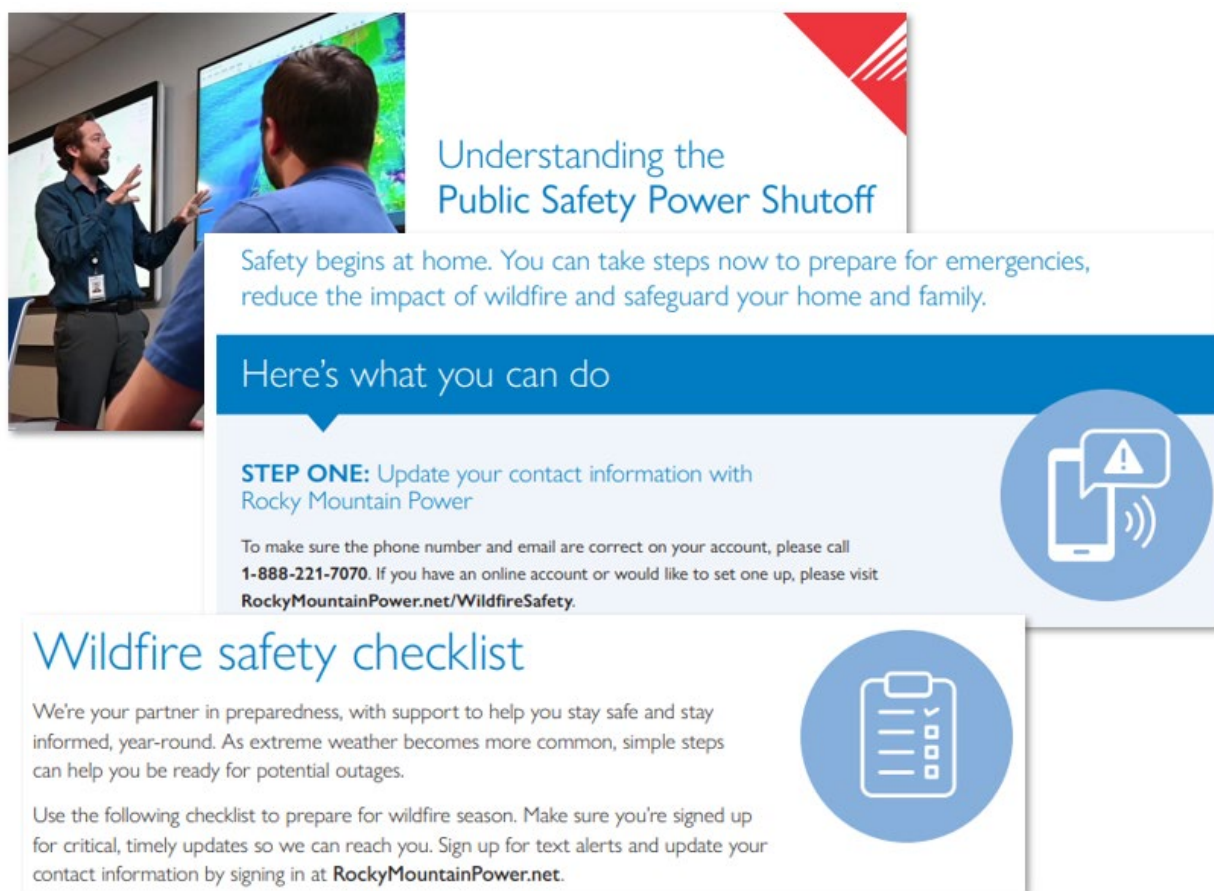 Understanding the
Public Safety Power Shutoff
Safety begins at home. You can take steps now to prepare for emergencies,
reduce the impact of wildfire and safeguard your home and family.
Here’s what you can do
STEP ONE: Update your contact information with
Rocky Mountain Power
To make sure the phone number and email are correct on your account, please call
1-888-221-7070. If you have an online account or would like to set one up, please visit
RockyMountainPower.net/WildfireSafety.
Wildfire safety checklist
We’re your partner in preparedness, with support to help you stay safe and stay
informed, year-round. As extreme weather becomes more common, simple steps
can help you be ready for potential outages.
Use the following checklist to prepare for wildfire season. Make sure you’re signed up
for critical, timely updates so we can reach you. Sign up for text alerts and update your
contact information by signing in at RockyMountainPower.net.